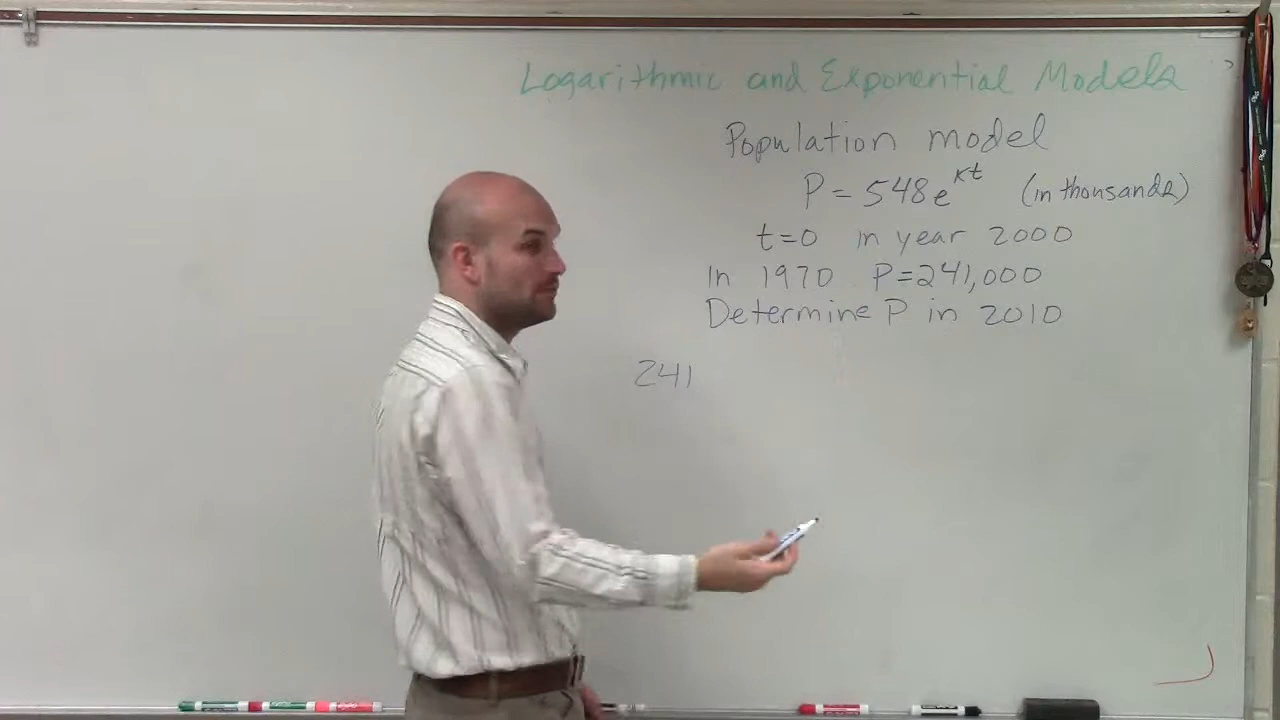 Logarithmic and Exponential Models
Population model
P = 548e^kt (in thousands)
t=0 in year 2000
In 1970 P=241,000
Determine P in 2010
241